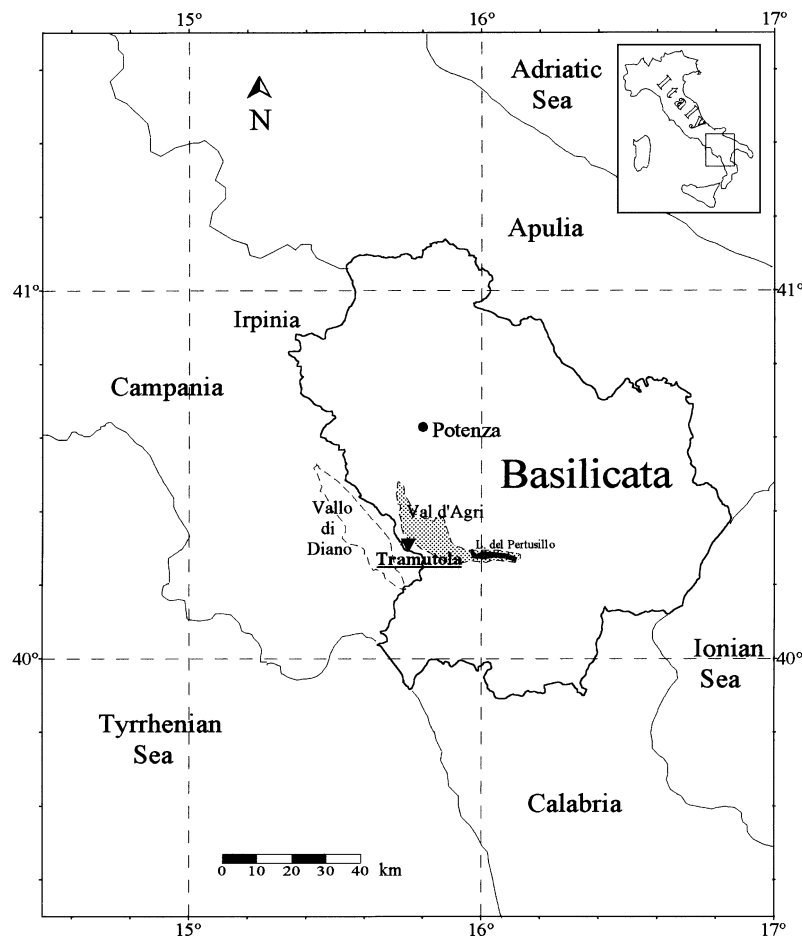 15°
16°
17°
Adriatic
Sea
Italy
N
Apulia
41°
41°
Irpinia
Campania
Potenza
Basilicata
Vallo
di
Diano
Val d'Agri
L. del Pertusillo
Tramutola
40°
40°
Ionian
Sea
Tyrrhenian
Sea
Calabria
0 10 20 30 40 km
15°
16°
17°